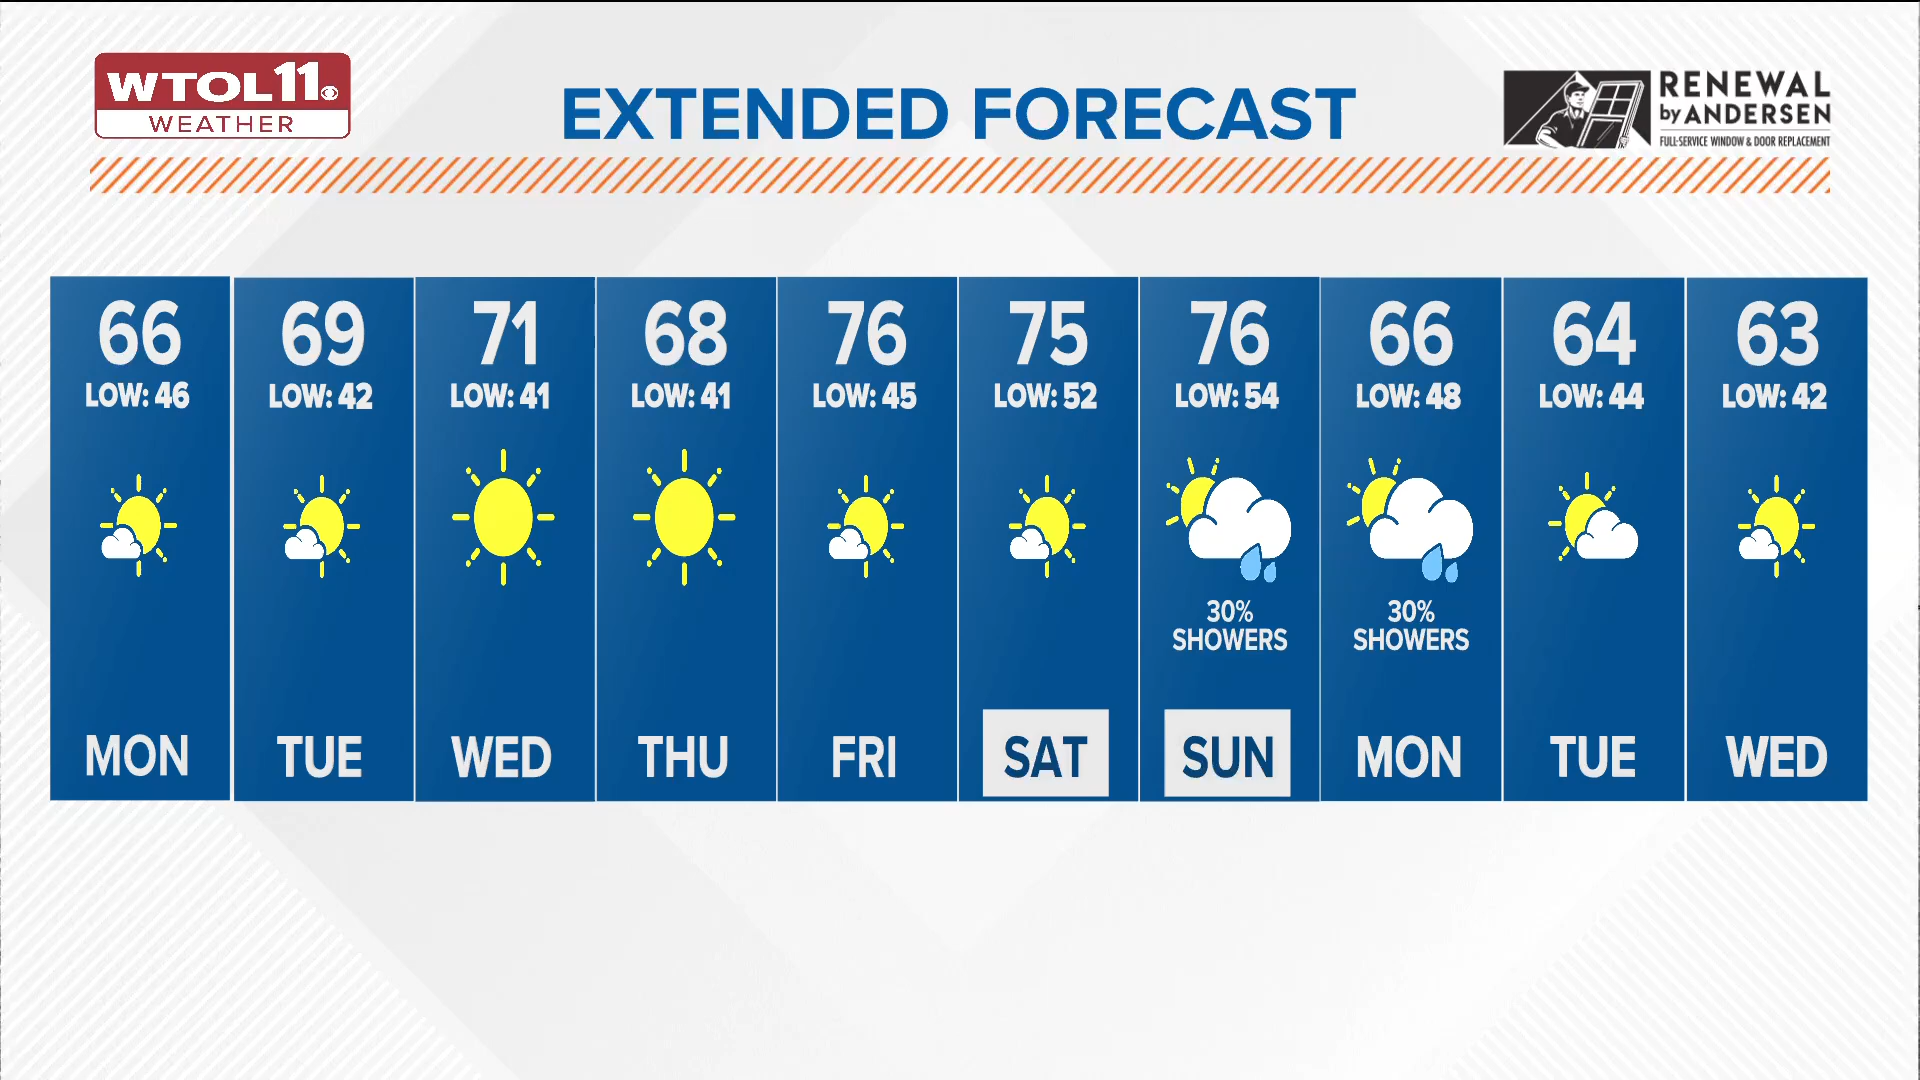 WTOL11
WEATHER
EXTENDED FORECAST
RENEWAL
by ANDERSEN
FULL-SERVICE WINDOW & DOOR REPLACEMENT
66
LOW: 46
MON
69
LOW: 42
TUE
71
LOW: 41
WED
68
LOW: 41
THU
76
LOW: 45
FRI
75
LOW: 52
SAT
76
LOW: 54
30%
SHOWERS
SUN
66
LOW: 48
30%
SHOWERS
MON
64
LOW: 44
TUE
63
LOW: 42
WED